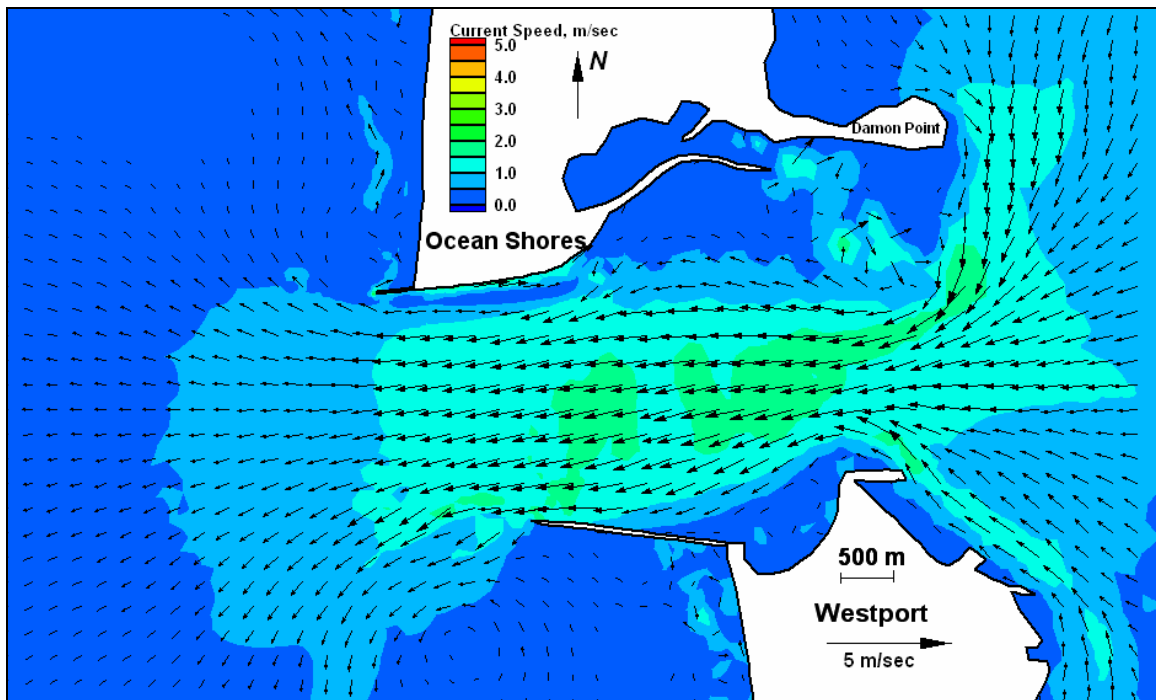 Current Speed, m/sec
5.0
4.0
3.0
2.0
1.0
0.0
N
Damon Point
Ocean Shores
500 m
Westport
5 m/sec